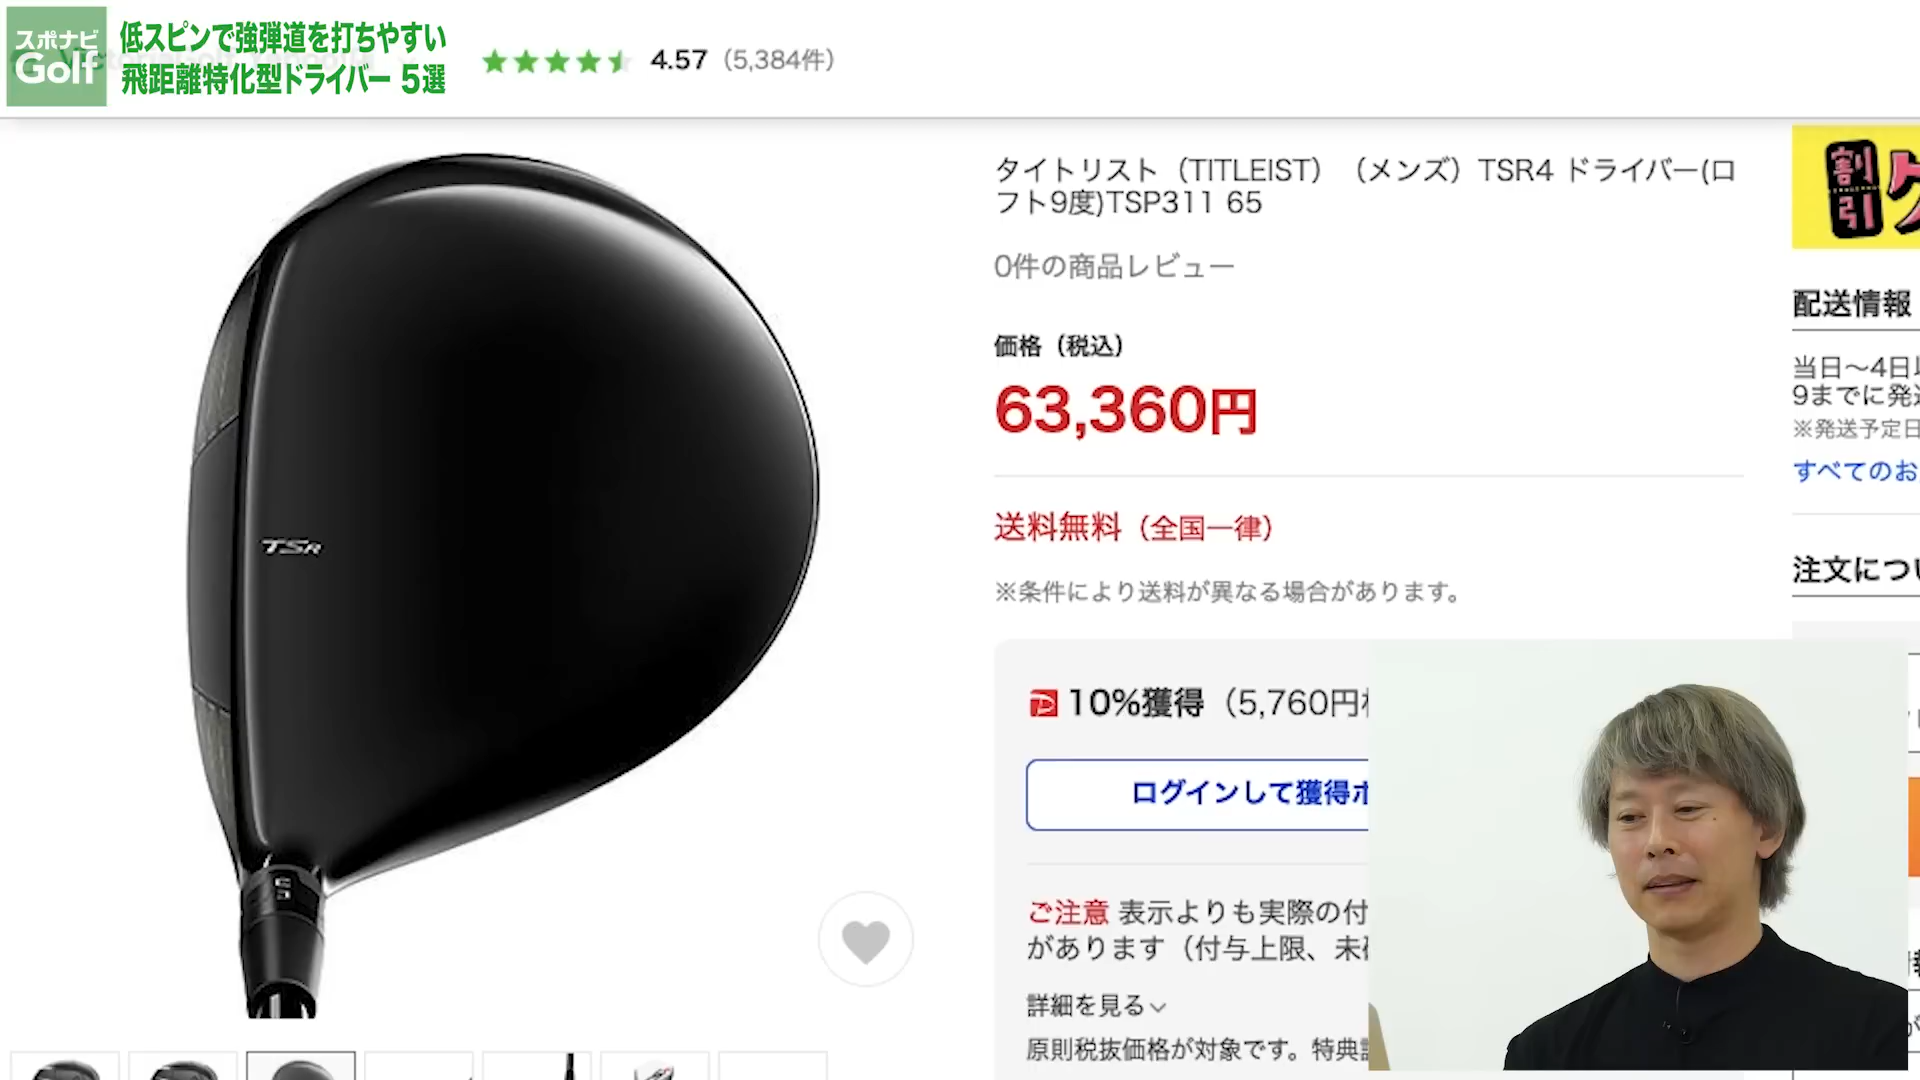 スポナビ
Golf
低スピンで強弾道を打ちやすい
飛距離特化型ドライバー 5選
4.57 (5,384件)
タイトリスト（TITLEIST）（メンズ）TSR4 ドライバー(ロ
フト9度)TSP311 65
0件の商品レビュー
価格（税込）
63,360円
送料無料（全国一律）
※条件により送料が異なる場合があります。
10%獲得（5,760円
ログインして獲得ポ
ご注意 表示よりも実際の付
があります（付与上限、未
詳細を見る
原則税抜価格が対象です。特典
TSR
割引
配送情報
当日～4日以
9までに発送
※発送予定日
すべてのお
注文につい